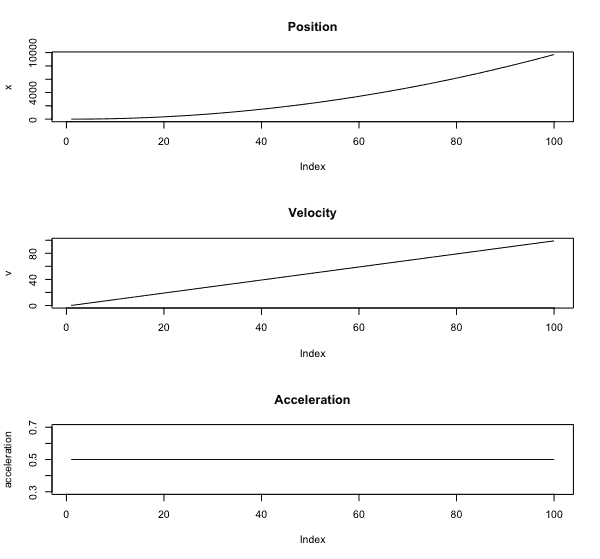 Position
x
0 4000 10000
0 20 40 60 80 100
Index
Velocity
v
0 40 80
0 20 40 60 80 100
Index
Acceleration
acceleration
0.3 0.5 0.7
0 20 40 60 80 100
Index